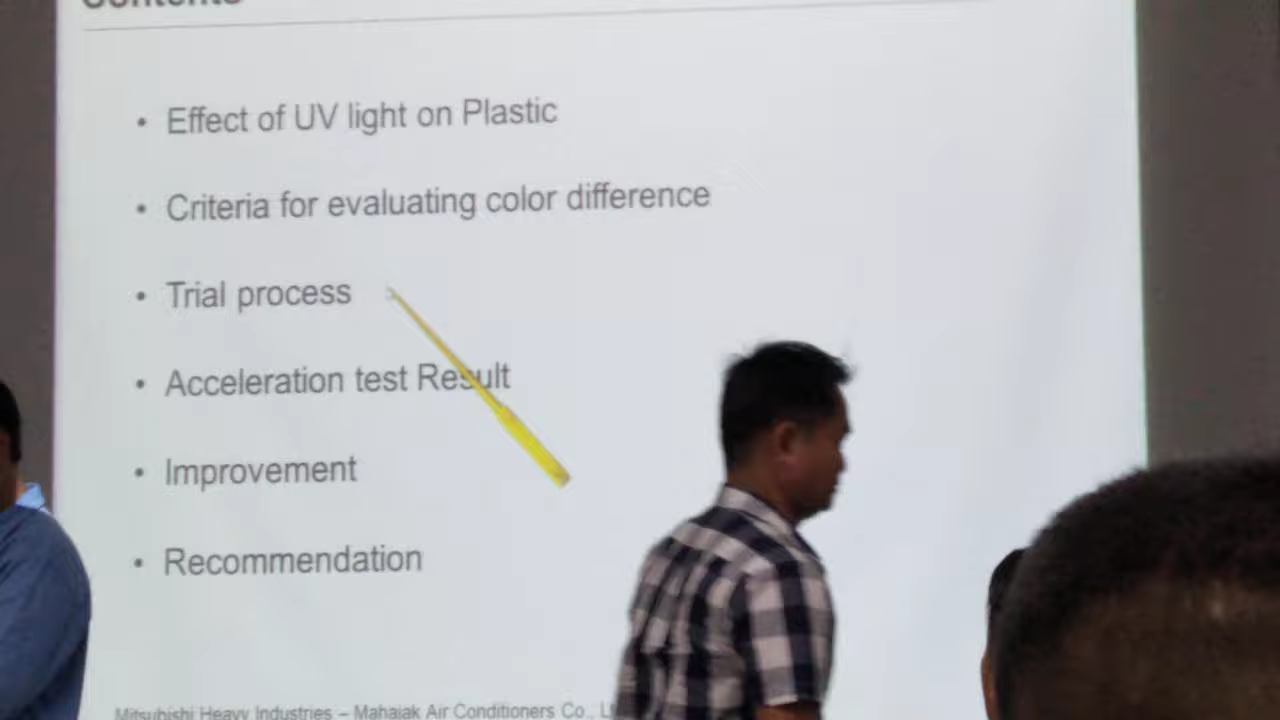 Contents
• Effect of UV light on Plastic
• Criteria for evaluating color difference
• Trial process
• Acceleration test Result
• Improvement
• Recommendation
Mitsubishi Heavy Industries – Mahajak Air Conditioners Co.,